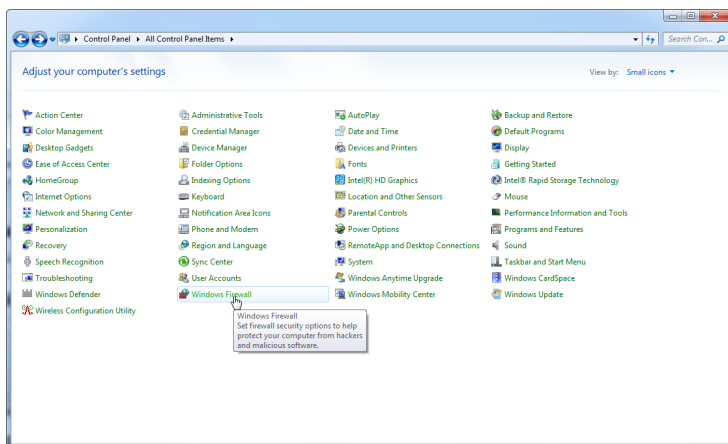 Control Panel All Control Panel Items Search Con...
Adjust your computer's settings View by: Small icons
Action Center Administrative Tools AutoPlay Backup and Restore
Color Management Credential Manager Date and Time Default Programs
Desktop Gadgets Device Manager Devices and Printers Display
Ease of Access Center Folder Options Fonts Getting Started
HomeGroup Indexing Options Intel(R) HD Graphics Intel® Rapid Storage Technology
Internet Options Keyboard Location and Other Sensors Mouse
Network and Sharing Center Notification Area Icons Parental Controls Performance Information and Tools
Personalization Phone and Modem Power Options Programs and Features
Recovery Region and Language RemoteApp and Desktop Connections Sound
Speech Recognition Sync Center System Taskbar and Start Menu
Troubleshooting User Accounts Windows Anytime Upgrade Windows CardSpace
Windows Defender Windows Firewall Windows Mobility Center Windows Update
Wireless Configuration Utility
Windows Firewall
Set firewall security options to help
protect your computer from hackers
and malicious software.